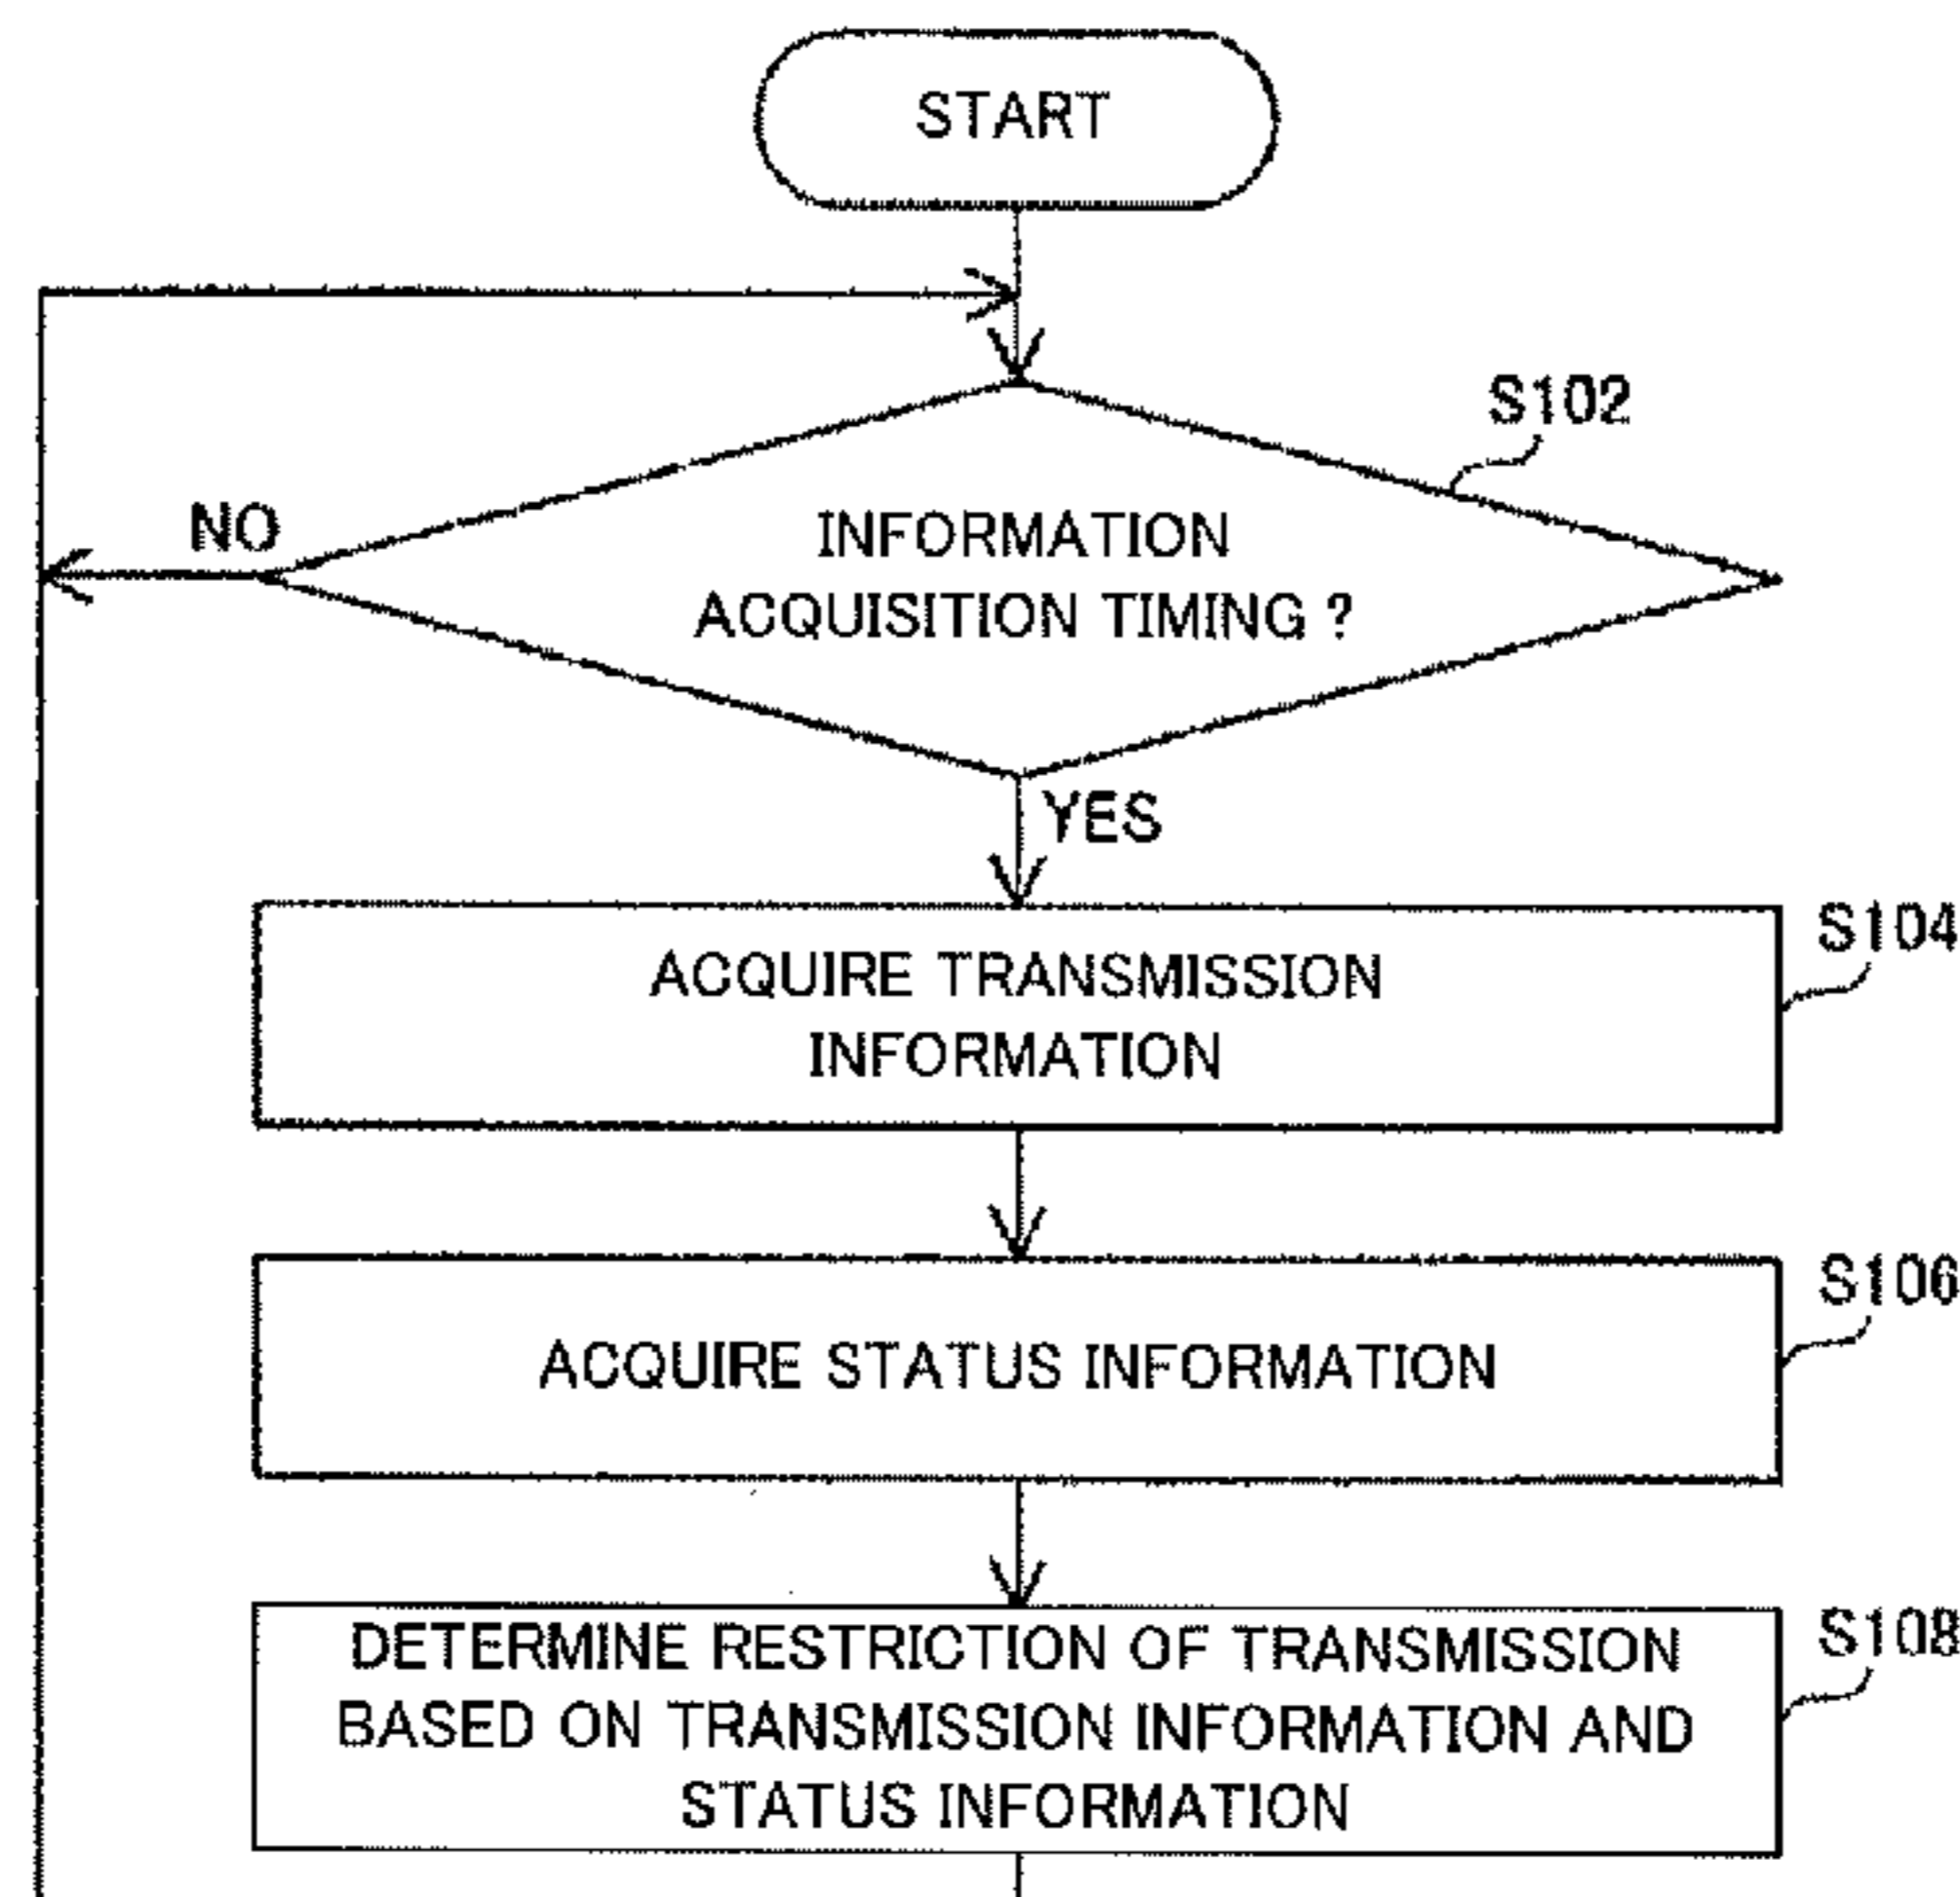 START
S102
NO
INFORMATION
ACQUISITION TIMING ?
YES
S104
ACQUIRE TRANSMISSION
INFORMATION
S106
ACQUIRE STATUS INFORMATION
S108
DETERMINE RESTRICTION OF TRANSMISSION
BASED ON TRANSMISSION INFORMATION AND
STATUS INFORMATION